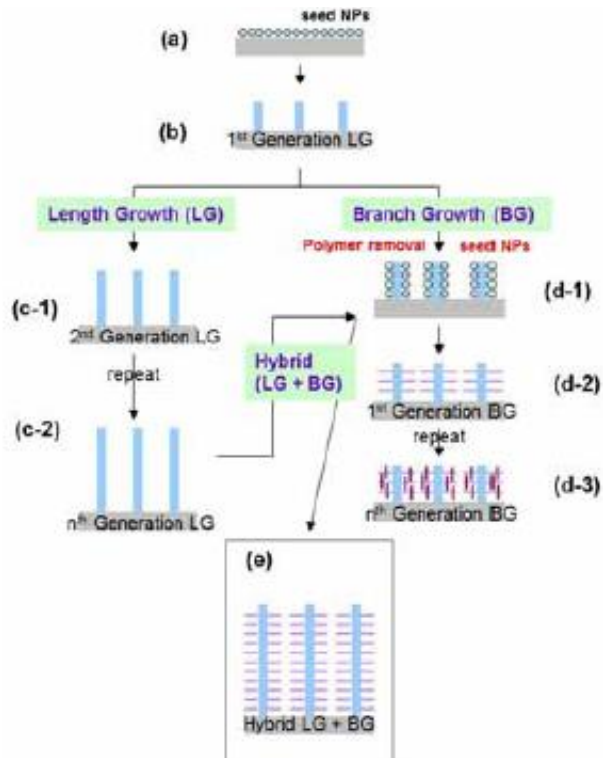 seed NPs
(a)
(b)
1st Generation LG
Length Growth (LG)
Branch Growth (BG)
Polymer removal
seed NPs
(c-1)
2nd Generation LG
repeat
(c-2)
nth Generation LG
Hybrid
(LG + BG)
(d-1)
(d-2)
1st Generation BG
repeat
(d-3)
nth Generation BG
(e)
Hybrid LG + BG